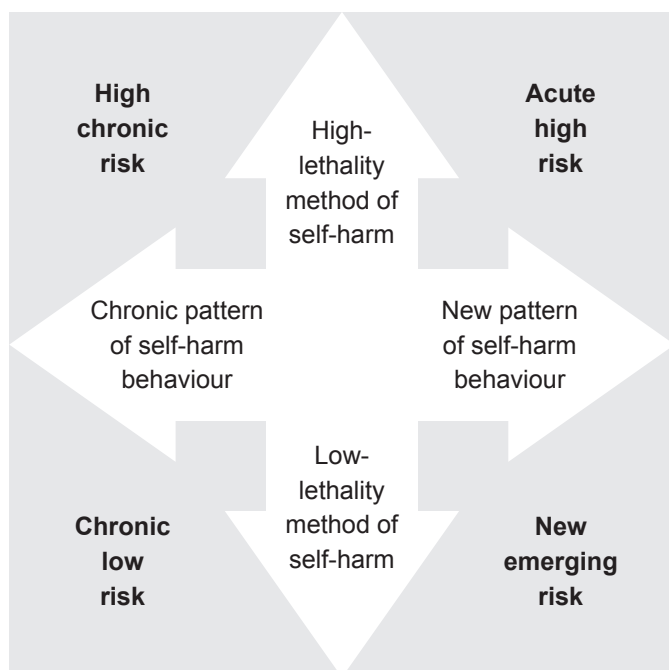 High
chronic
risk
High-
lethality
method of
self-harm
Acute
high
risk
Chronic pattern
of self-harm
behaviour
New pattern
of self-harm
behaviour
Chronic
low
risk
Low-
lethality
method of
self-harm
New
emerging
risk